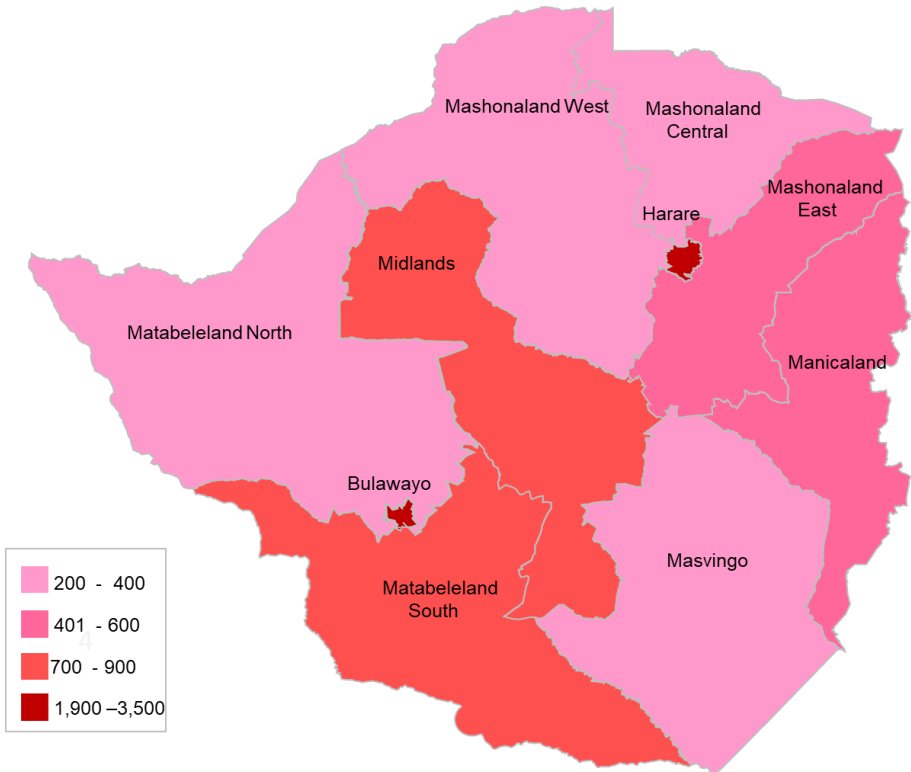 Mashonaland West
Mashonaland
Central
Mashonaland
East
Harare
Midlands
Matabeleland North
Manicaland
Bulawayo
Masvingo
Matabeleland
South
200 - 400
401 - 600
4
700 - 900
1,900 –3,500